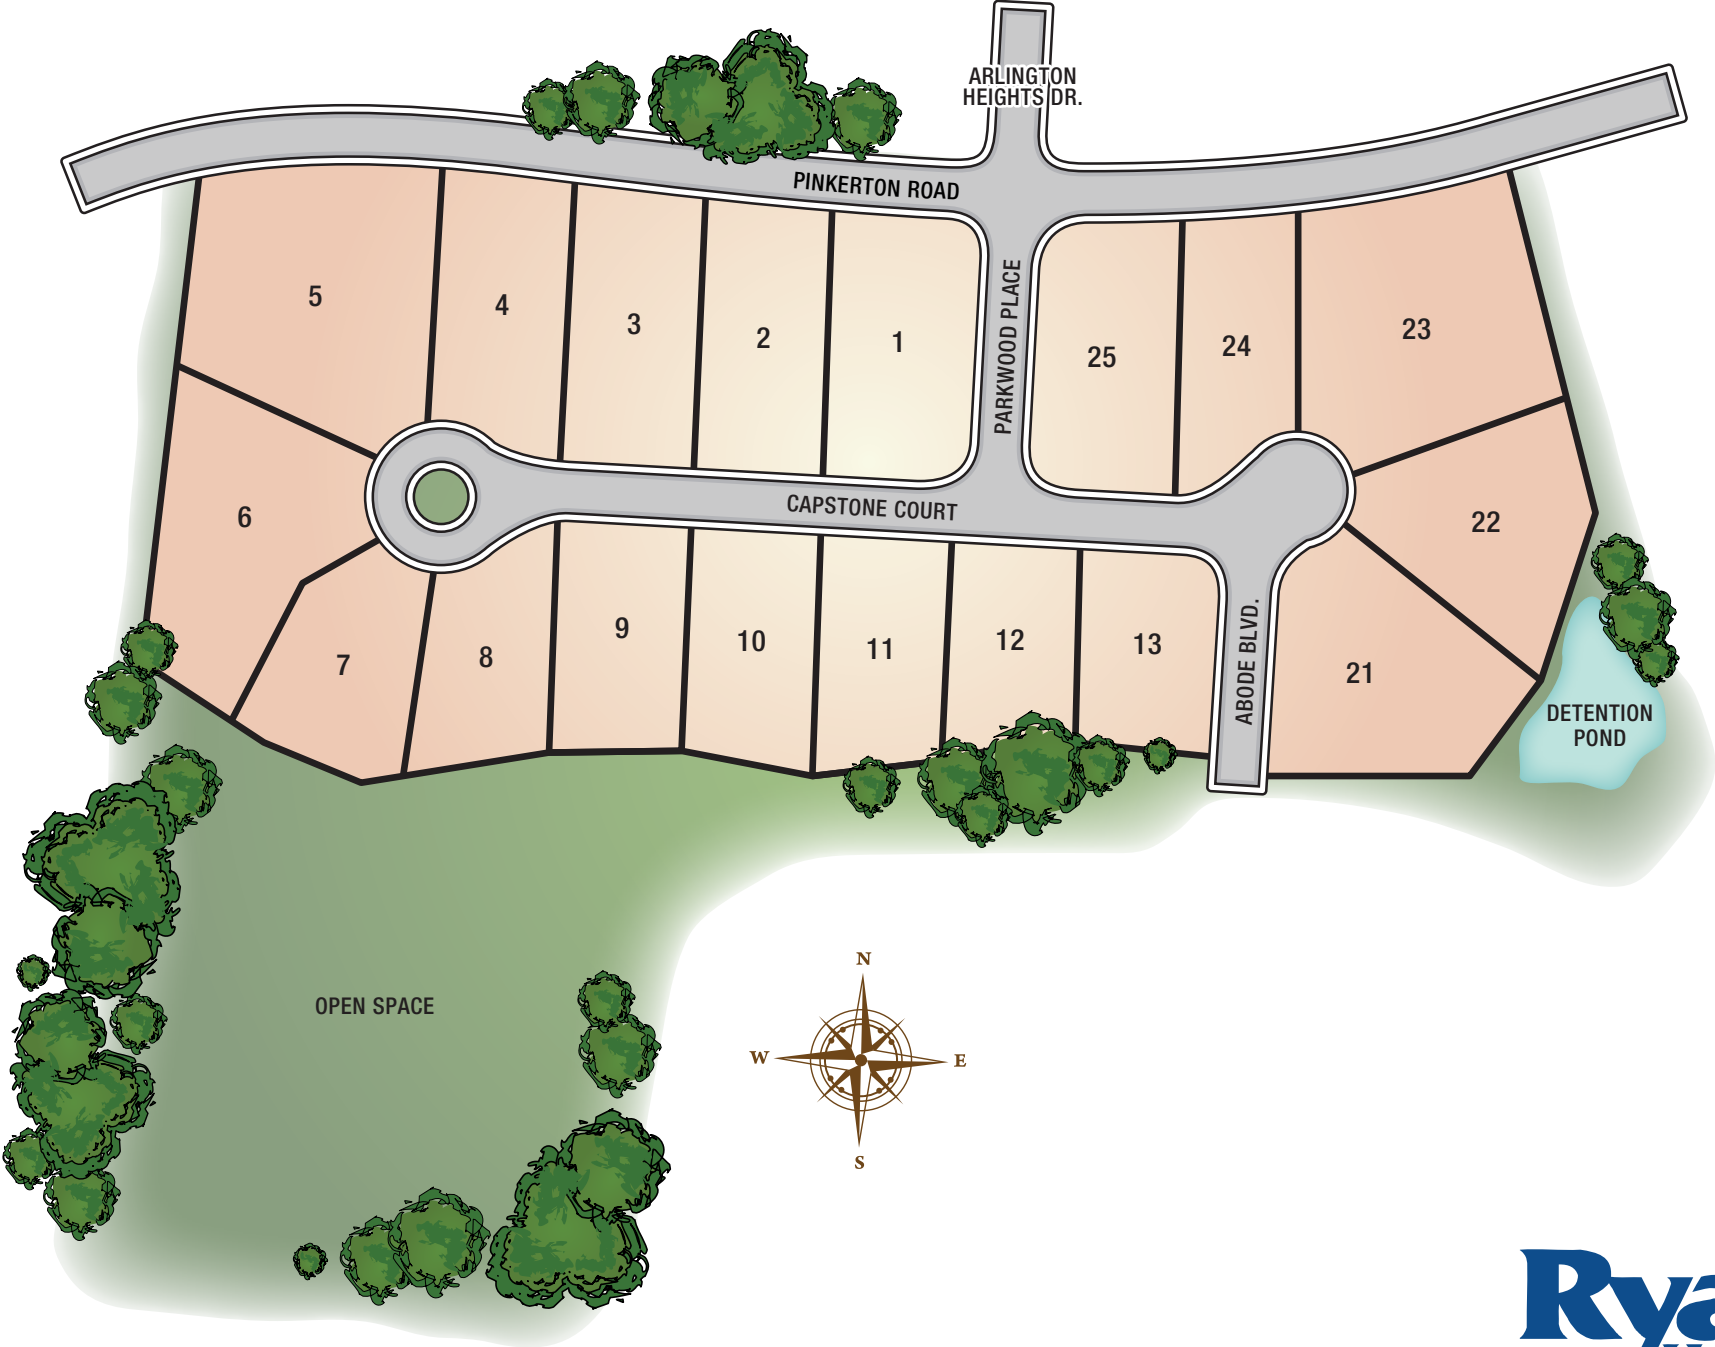 ARLINGTON
HEIGHTS DR.
PINKERTON ROAD
5
4
3
2
1
PARKWOOD PLACE
25
24
23
6
CAPSTONE COURT
22
7
8
9
10
11
12
13
ABODE BLVD.
21
DETENTION
POND
OPEN SPACE
N
W
E
S